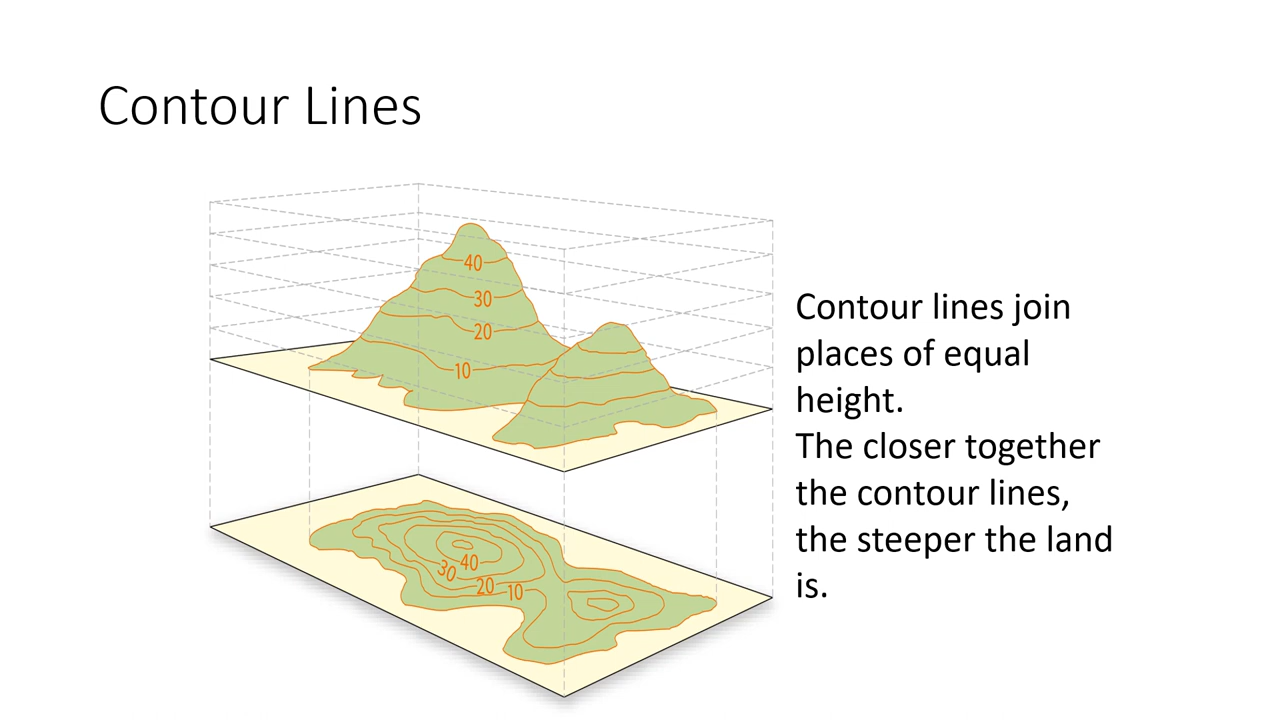 Contour Lines
40
30
20
10
Contour lines join
places of equal
height.
The closer together
the contour lines,
the steeper the land
is.
40
30
20
10